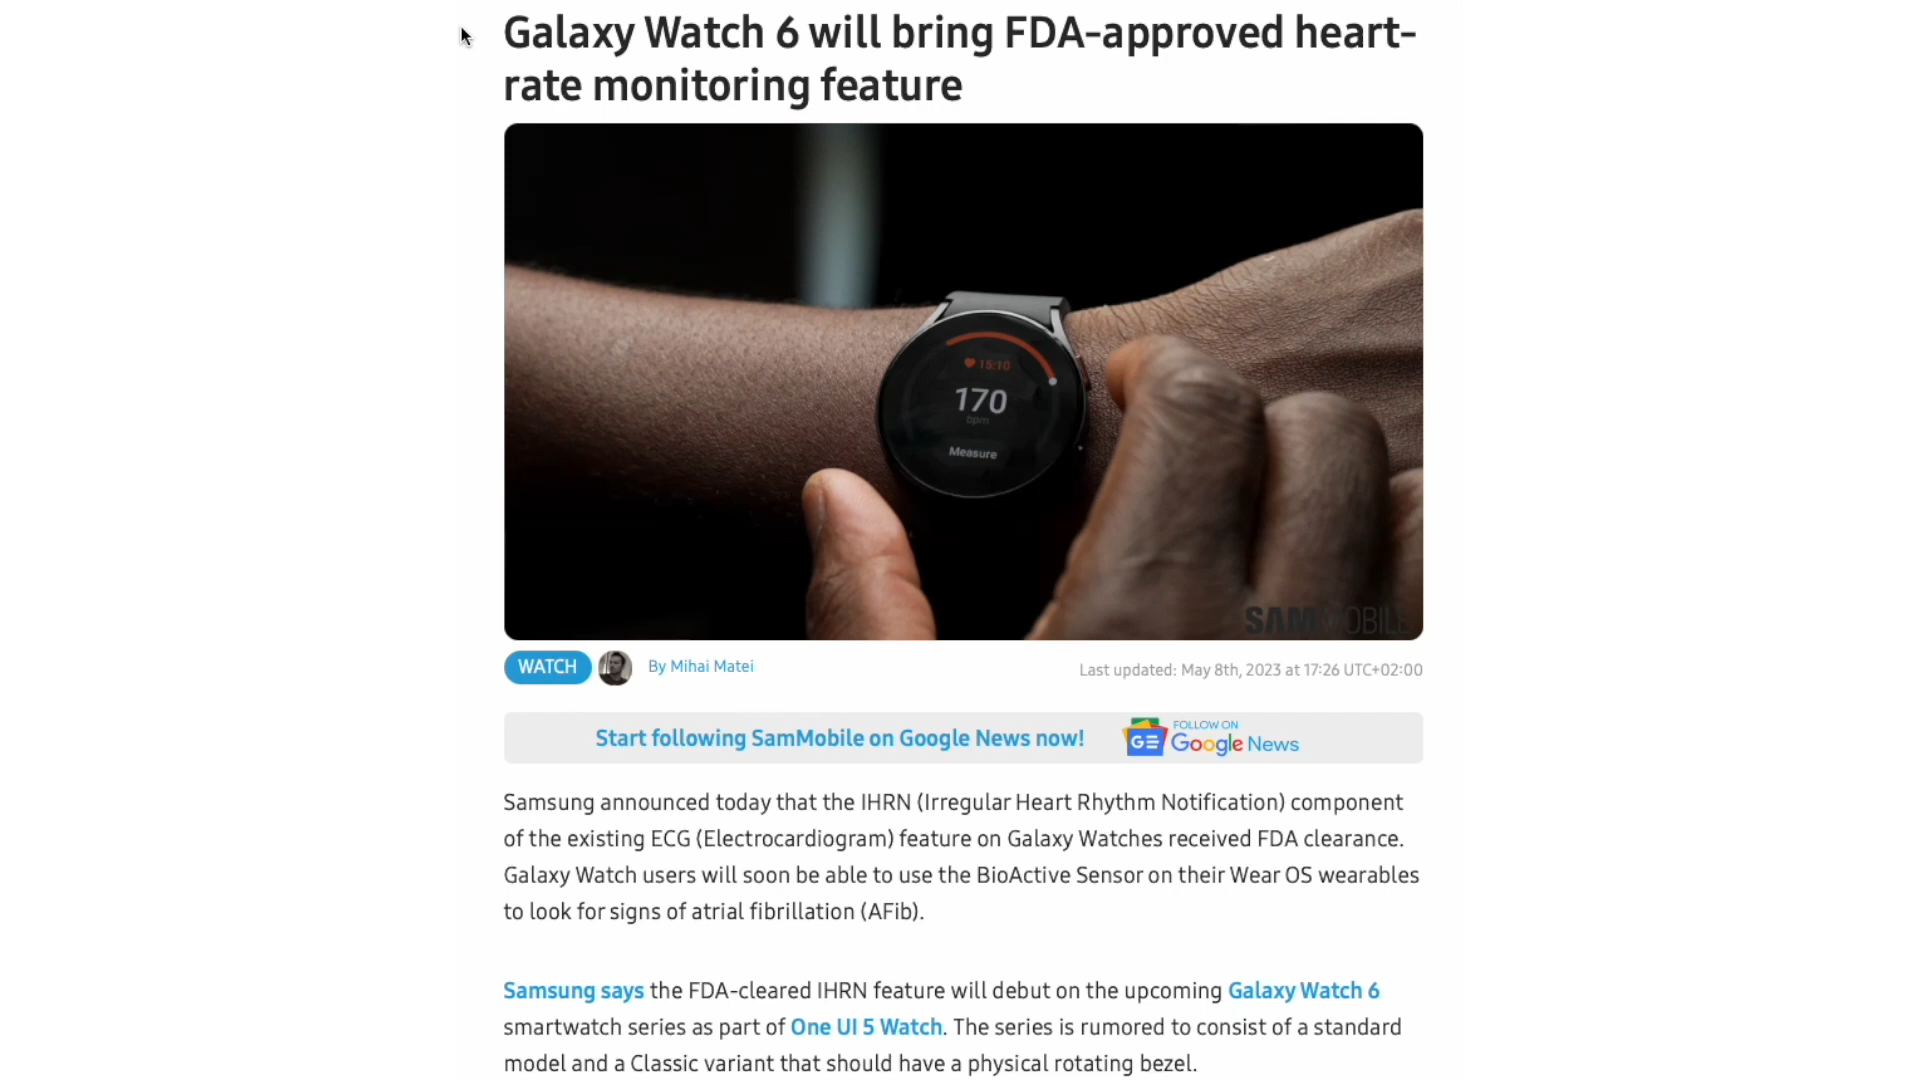 Galaxy Watch 6 will bring FDA-approved heart-
rate monitoring feature
15:10
170
bpm
Measure
SAMMOBILE
WATCH
By Mihai Matei
Last updated: May 8th, 2023 at 17:26 UTC+02:00
Start following SamMobile on Google News now!
GE
FOLLOW ON
Google News
Samsung announced today that the IHRN (Irregular Heart Rhythm Notification) component
of the existing ECG (Electrocardiogram) feature on Galaxy Watches received FDA clearance.
Galaxy Watch users will soon be able to use the BioActive Sensor on their Wear OS wearables
to look for signs of atrial fibrillation (AFib).
Samsung says the FDA-cleared IHRN feature will debut on the upcoming Galaxy Watch 6
smartwatch series as part of One UI 5 Watch. The series is rumored to consist of a standard
model and a Classic variant that should have a physical rotating bezel.